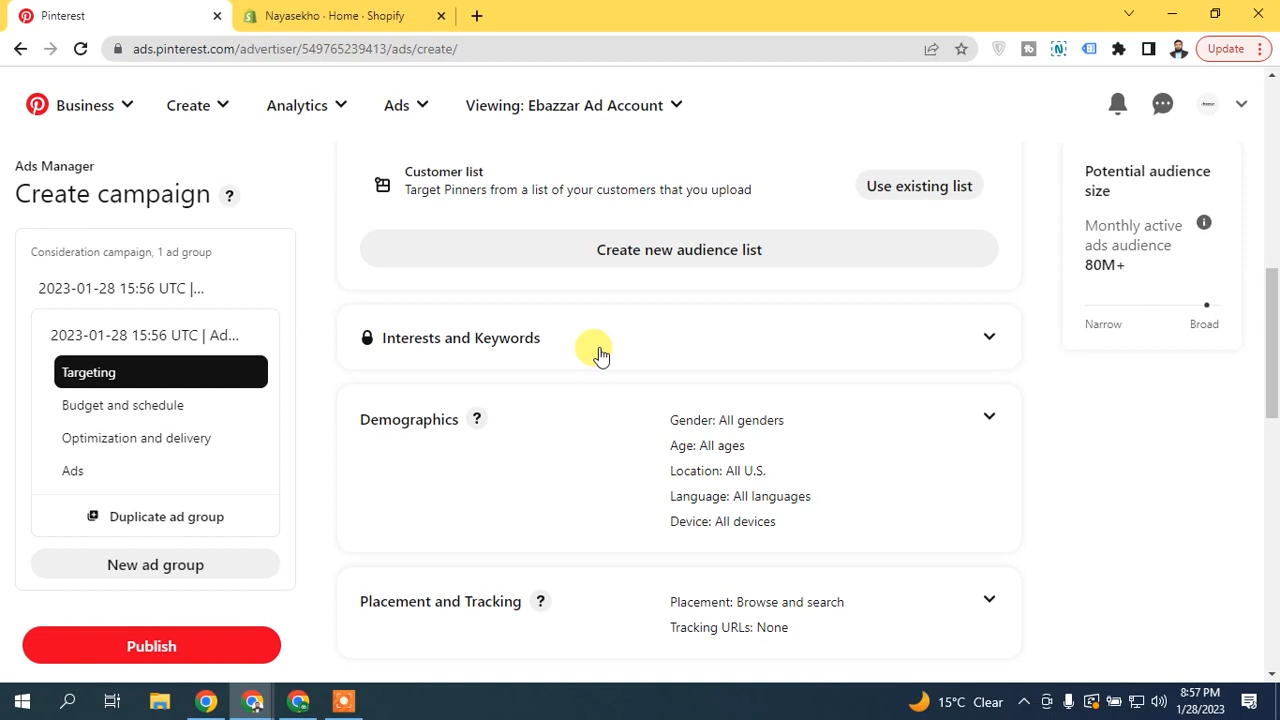 Pinterest
Nayasekho - Home - Shopify
ads.pinterest.com/advertiser/549765239413/ads/create/
Update
Business
Create
Analytics
Ads
Viewing: Ebazzar Ad Account
Ads Manager
Create campaign ?
Consideration campaign, 1 ad group
2023-01-28 15:56 UTC |...
2023-01-28 15:56 UTC | Ad...
Targeting
Budget and schedule
Optimization and delivery
Ads
Duplicate ad group
New ad group
Publish
Customer list
Target Pinners from a list of your customers that you upload
Use existing list
Create new audience list
Interests and Keywords
Demographics ?
Gender: All genders
Age: All ages
Location: All U.S.
Language: All languages
Device: All devices
Placement and Tracking ?
Placement: Browse and search
Tracking URLs: None
Potential audience
size
Monthly active
ads audience
80M+
Narrow
Broad
15°C Clear
8:57 PM
1/28/2023